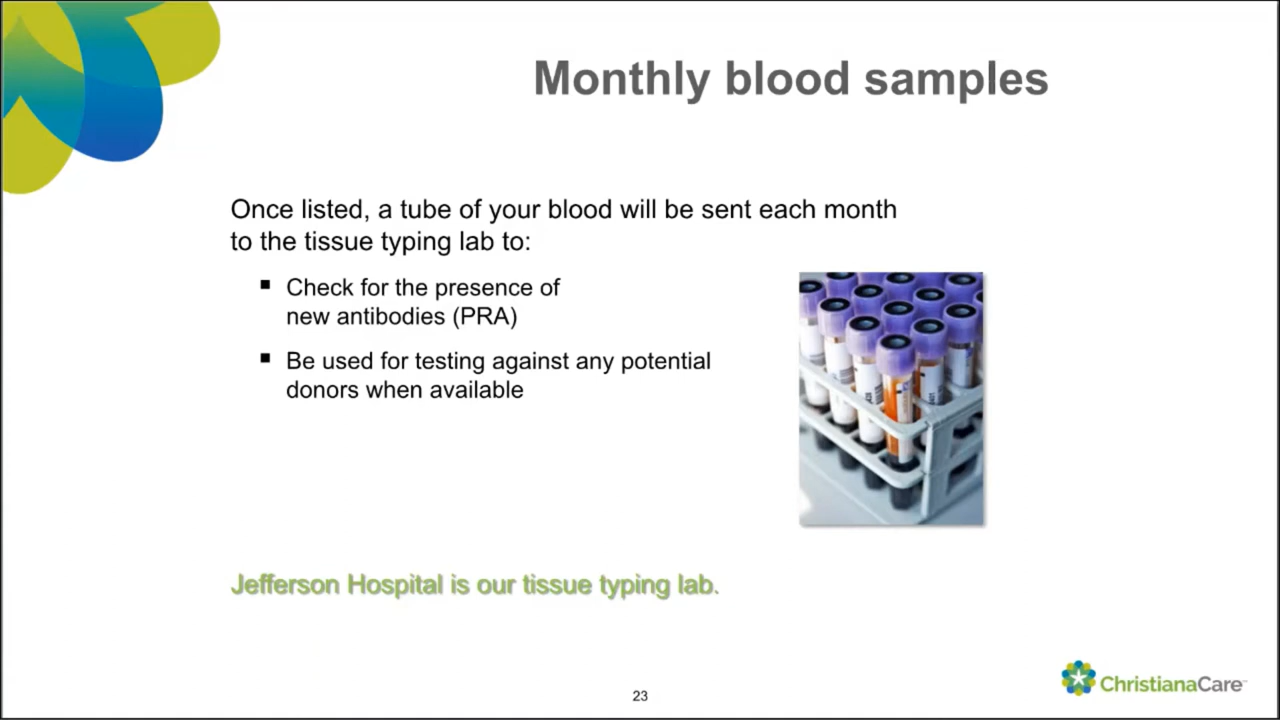 Monthly blood samples
Once listed, a tube of your blood will be sent each month
to the tissue typing lab to:
▪ Check for the presence of
new antibodies (PRA)
▪ Be used for testing against any potential
donors when available
Jefferson Hospital is our tissue typing lab.
23
ChristianaCare™